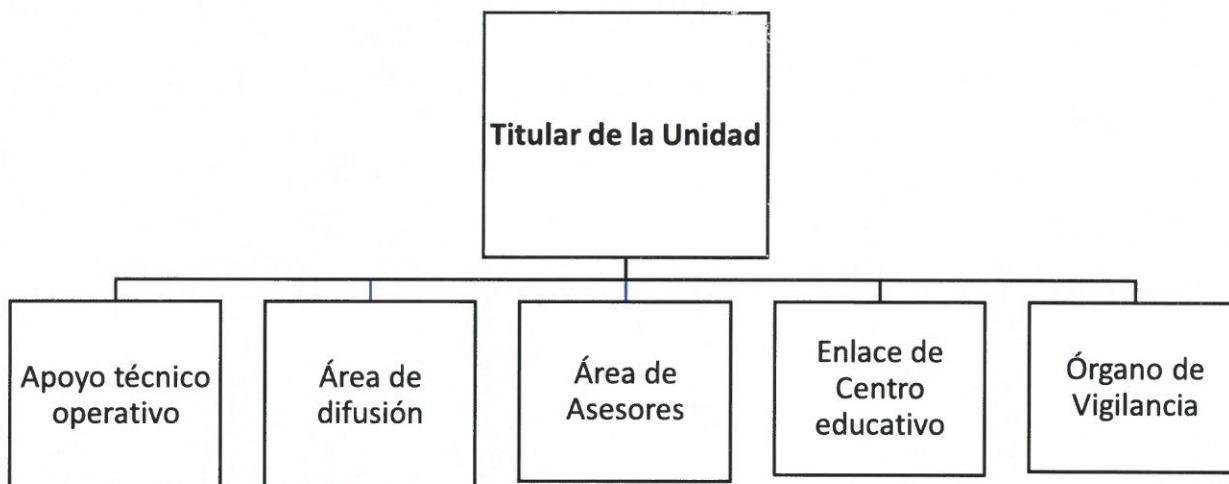 Titular de la Unidad
Apoyo técnico
operativo
Área de
difusión
Área de
Asesores
Enlace de
Centro
educativo
Órgano de
Vigilancia